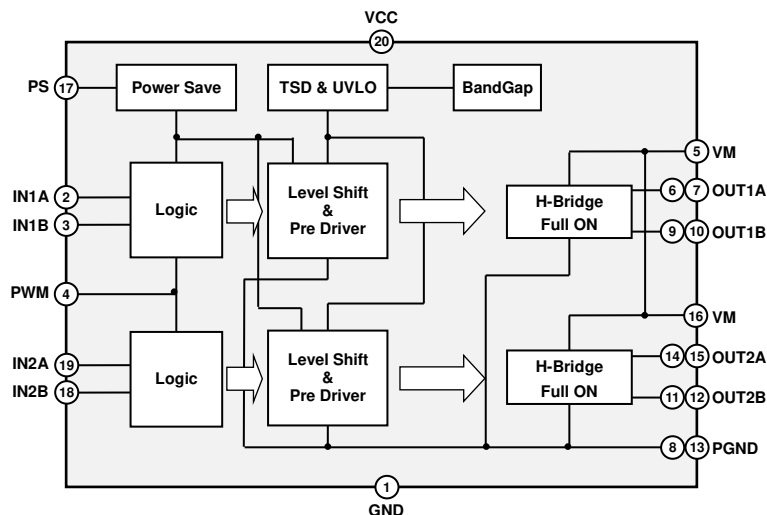 VCC
20
PS
17
Power Save
TSD & UVLO
BandGap
5
VM
IN1A
2
IN1B
3
Logic
Level Shift
&
Pre Driver
H-Bridge
Full ON
6
7
OUT1A
9
10
OUT1B
PWM
4
16
VM
IN2A
19
IN2B
18
Logic
Level Shift
&
Pre Driver
H-Bridge
Full ON
14
15
OUT2A
11
12
OUT2B
8
13
PGND
1
GND